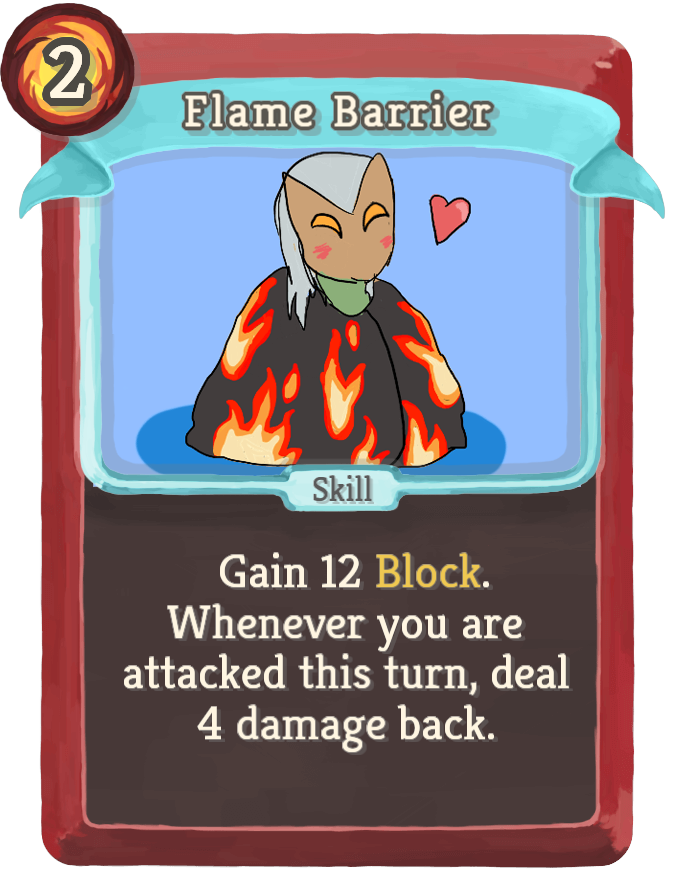 2
Flame Barrier
Skill
Gain 12 Block.
Whenever you are
attacked this turn, deal
4 damage back.